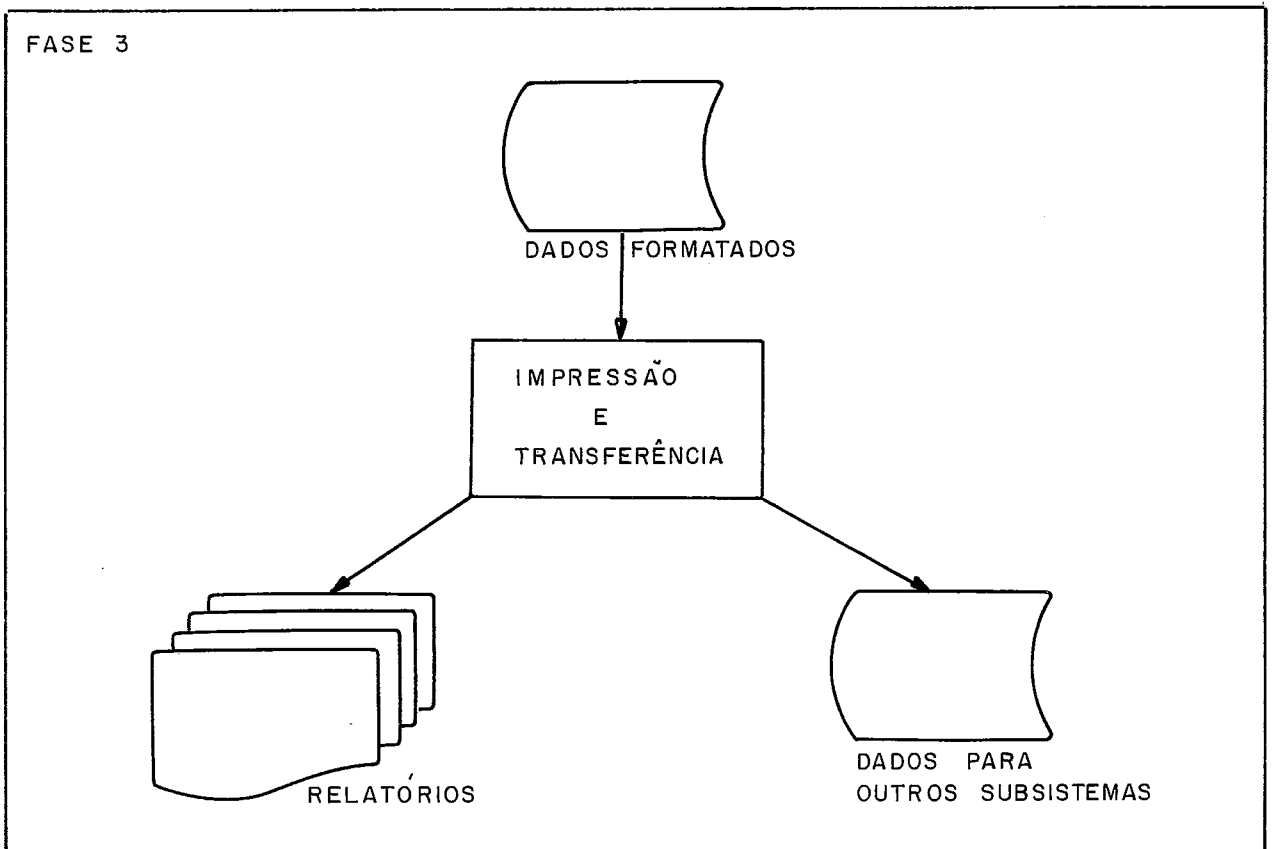 FASE 3
DADOS FORMATADOS
IMPRESSÃO
E
TRANSFERÊNCIA
RELATÓRIOS
DADOS PARA
OUTROS SUBSISTEMAS